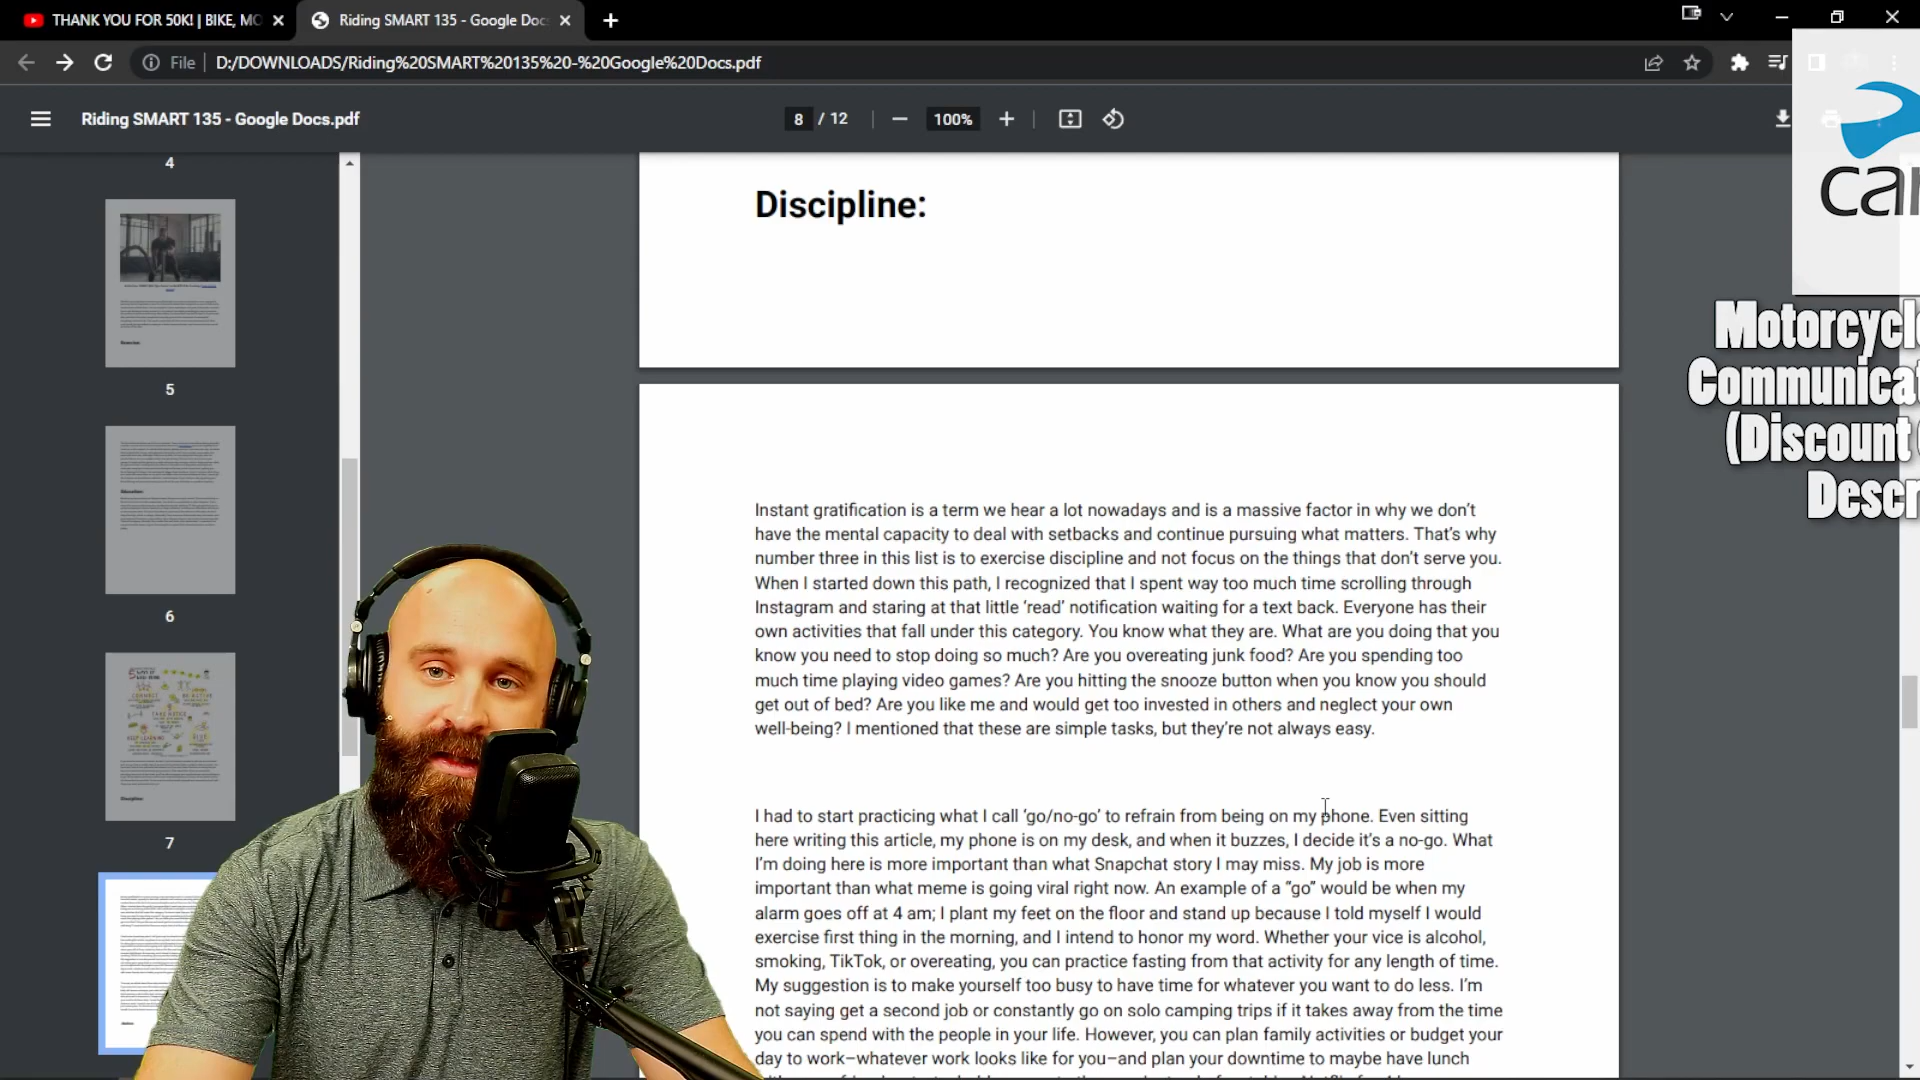 THANK YOU FOR 50K! | BIKE, MO
Riding SMART 135 - Google Doc
File
D:/DOWNLOADS/Riding%20SMART%20135%20-%20Google%20Docs.pdf
Riding SMART 135 - Google Docs.pdf
8 / 12
100%
4
5
6
7
Discipline:
Instant gratification is a term we hear a lot nowadays and is a massive factor in why we don’t
have the mental capacity to deal with setbacks and continue pursuing what matters. That’s why
number three in this list is to exercise discipline and not focus on the things that don’t serve you.
When I started down this path, I recognized that I spent way too much time scrolling through
Instagram and staring at that little ‘read’ notification waiting for a text back. Everyone has their
own activities that fall under this category. You know what they are. What are you doing that you
know you need to stop doing so much? Are you overeating junk food? Are you spending too
much time playing video games? Are you hitting the snooze button when you know you should
get out of bed? Are you like me and would get too invested in others and neglect your own
well-being? I mentioned that these are simple tasks, but they’re not always easy.
I had to start practicing what I call ‘go/no-go’ to refrain from being on my phone. Even sitting
here writing this article, my phone is on my desk, and when it buzzes, I decide it’s a no-go. What
I’m doing here is more important than what Snapchat story I may miss. My job is more
important than what meme is going viral right now. An example of a “go” would be when my
alarm goes off at 4 am; I plant my feet on the floor and stand up because I told myself I would
exercise first thing in the morning, and I intend to honor my word. Whether your vice is alcohol,
smoking, TikTok, or overeating, you can practice fasting from that activity for any length of time.
My suggestion is to make yourself too busy to have time for whatever you want to do less. I’m
not saying get a second job or constantly go on solo camping trips if it takes away from the time
you can spend with the people in your life. However, you can plan family activities or budget your
day to work–whatever work looks like for you–and plan your downtime to maybe have lunch
car
Motorcycle
Communicat
(Discount
Descr